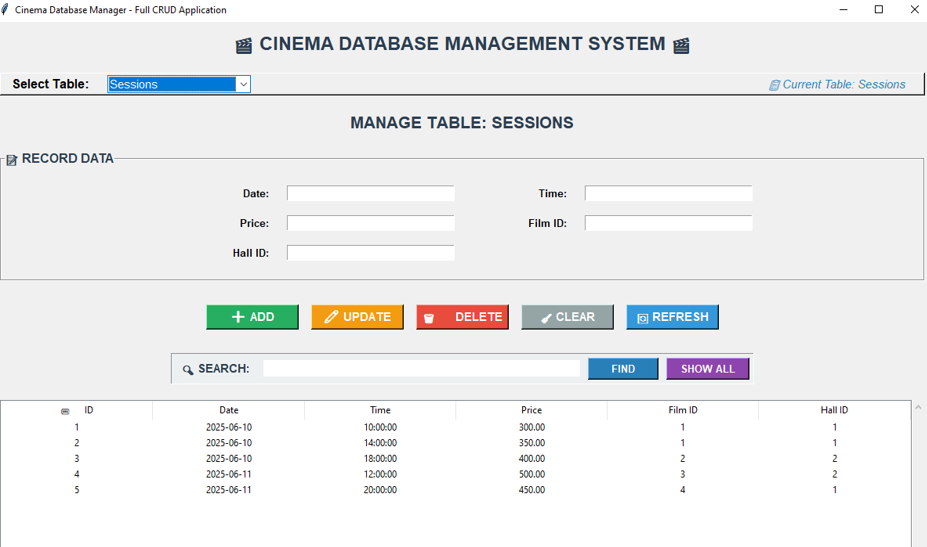 Cinema Database Manager - Full CRUD Application
CINEMA DATABASE MANAGEMENT SYSTEM
Select Table: Sessions Current Table: Sessions
MANAGE TABLE: SESSIONS
RECORD DATA
Date: Time:
Price: Film ID:
Hall ID:
ADD UPDATE DELETE CLEAR REFRESH
SEARCH: FIND SHOW ALL
ID Date Time Price Film ID Hall ID
1 2025-06-10 10:00:00 300.00 1 1
2 2025-06-10 14:00:00 350.00 1 1
3 2025-06-10 18:00:00 400.00 2 2
4 2025-06-11 12:00:00 500.00 3 2
5 2025-06-11 20:00:00 450.00 4 1